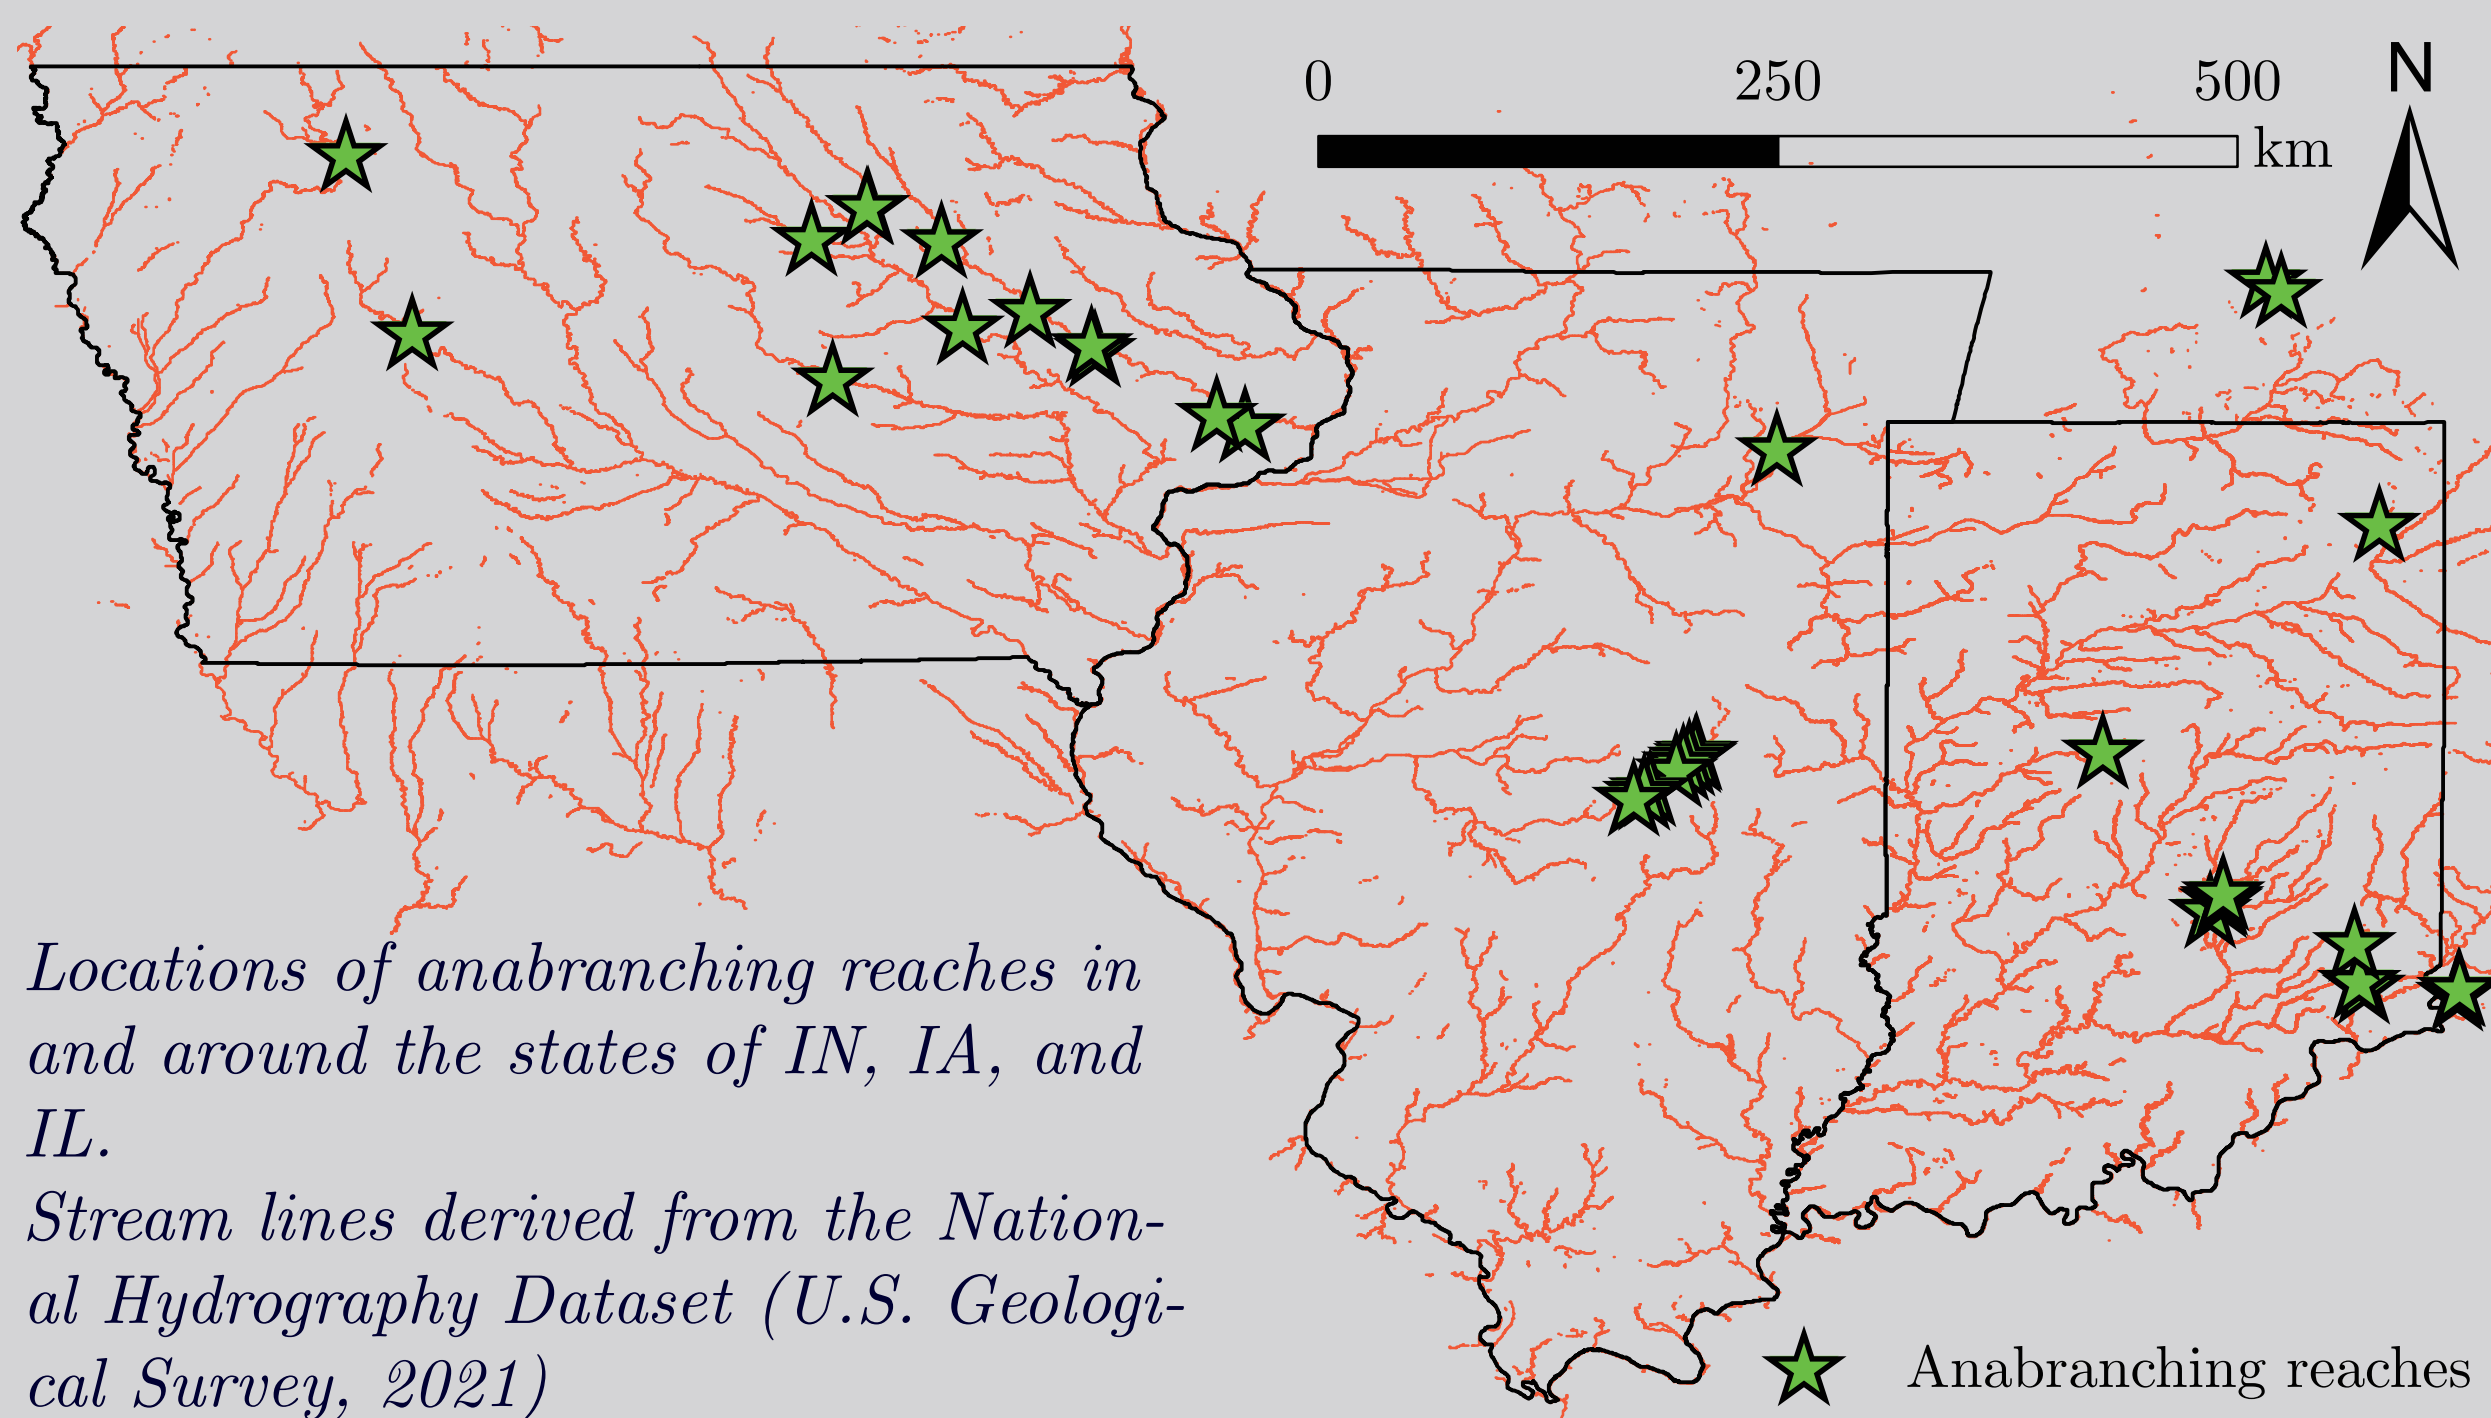 0 250 500 N
km
Locations of anabranching reaches in
and around the states of IN, IA, and
IL.
Stream lines derived from the Nation-
al Hydrography Dataset (U.S. Geologi-
cal Survey, 2021)
Anabranching reaches